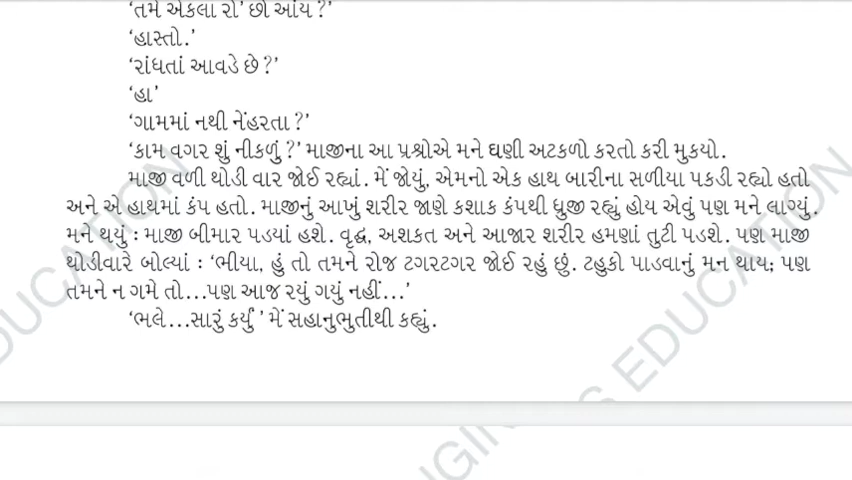 'તમે એકલા રો' છો આંય ?'
'હાસ્તો.'
'રાંધતાં આવડે છે ?'
'હા'
'ગામમાં નથી નેંહરતા ?'
'કામ વગર શું નીકળું ?' માજીના આ પ્રશ્નોએ મને ઘણી અટકળો કરતો કરી મુકયો.
માજી વળી થોડી વાર જોઈ રહ્યાં. મેં જોયું, એમનો એક હાથ બારીના સળીયા પકડી રહ્યો હતો
અને એ હાથમાં કંપ હતો. માજીનું આખું શરીર જાણે કશાક કંપથી ધ્રુજી રહ્યું હોય એવું પણ મને લાગ્યું.
મને થયું : માજી બીમાર પડયાં હશે. વૃદ્ધ, અશકત અને આજાર શરીર હમણાં તુટી પડશે. પણ માજી
થોડીવારે બોલ્યાં : 'ભીયા, હું તો તમને રોજ ટગરટગર જોઈ રહું છું. ટહુકો પાડવાનું મન થાય; પણ
તમને ન ગમે તો...પણ આજ રયું ગયું નહીં...'
'ભલે...સારું કર્યું ' મેં સહાનુભુતીથી કહ્યું.
EDUCATION
EDUCATION